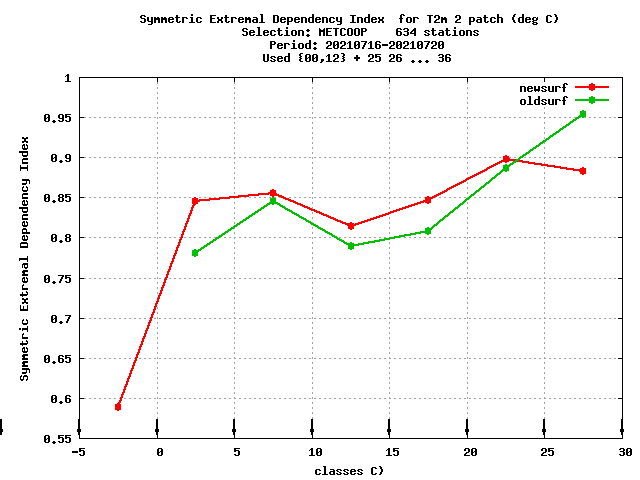 Symmetric Extremal Dependency Index  for T2m 2 patch (deg C)
Selection: METCOOP    634 stations
Period: 20210716-20210720
Used {00,12} + 25 26 ... 36
newsurf
oldsurf
1
0.95
0.9
0.85
0.8
0.75
0.7
0.65
0.6
0.55
Symmetric Extremal Dependency Index
-5 0 5 10 15 20 25 30
classes C)